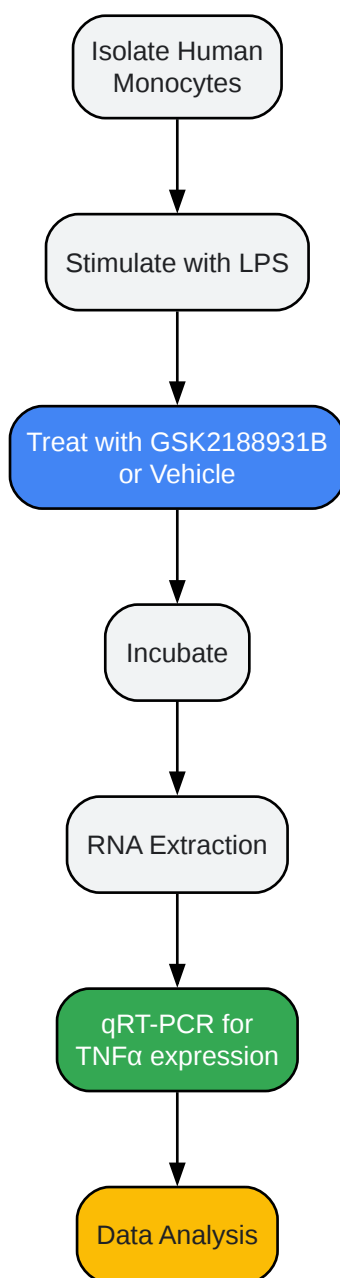 Isolate Human
Monocytes
Stimulate with LPS
Treat with GSK2188931B
or Vehicle
Incubate
RNA Extraction
qRT-PCR for
TNFα expression
Data Analysis